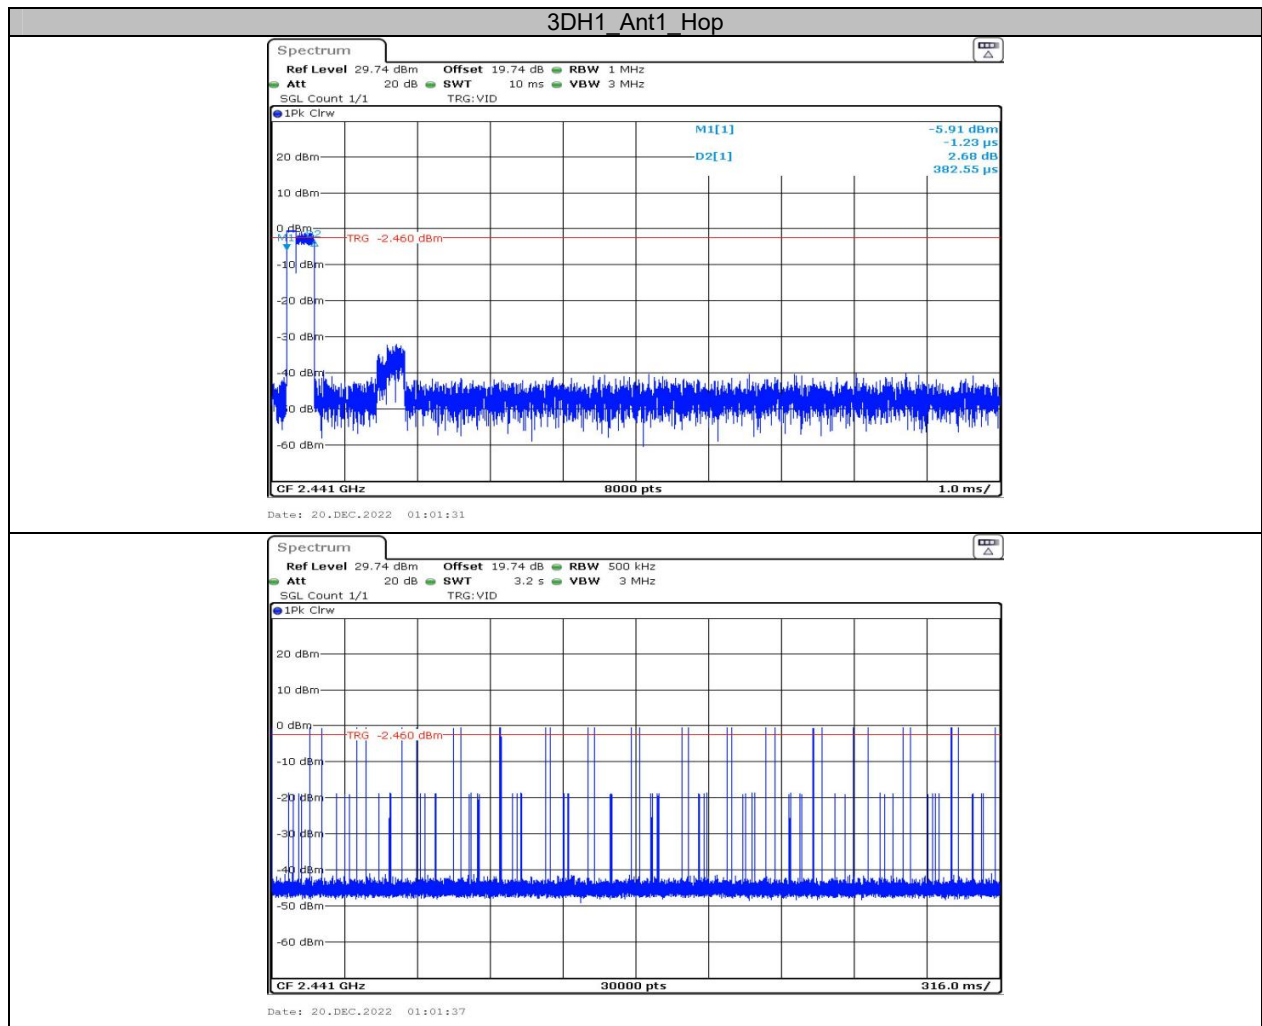 3DH1_Ant1_Hop
Spectrum
Ref Level 29.74 dBm Offset 19.74 dB RBW 1 MHz
Att 20 dB SWT 10 ms VBW 3 MHz
SGL Count 1/1 TRG:VID
1Pk Clrw
M1[1] -5.91 dBm
-1.23 µs
20 dBm D2[1] 2.68 dB
382.55 µs
10 dBm
0 dBm
TRG -2.460 dBm
-10 dBm
-20 dBm
-30 dBm
-40 dBm
-50 dBm
-60 dBm
CF 2.441 GHz 8000 pts 1.0 ms/
Date: 20.DEC.2022 01:01:31
Spectrum
Ref Level 29.74 dBm Offset 19.74 dB RBW 500 kHz
Att 20 dB SWT 3.2 s VBW 3 MHz
SGL Count 1/1 TRG:VID
1Pk Clrw
20 dBm
10 dBm
0 dBm
TRG -2.460 dBm
-10 dBm
-20 dBm
-30 dBm
-40 dBm
-50 dBm
-60 dBm
CF 2.441 GHz 30000 pts 316.0 ms/
Date: 20.DEC.2022 01:01:37